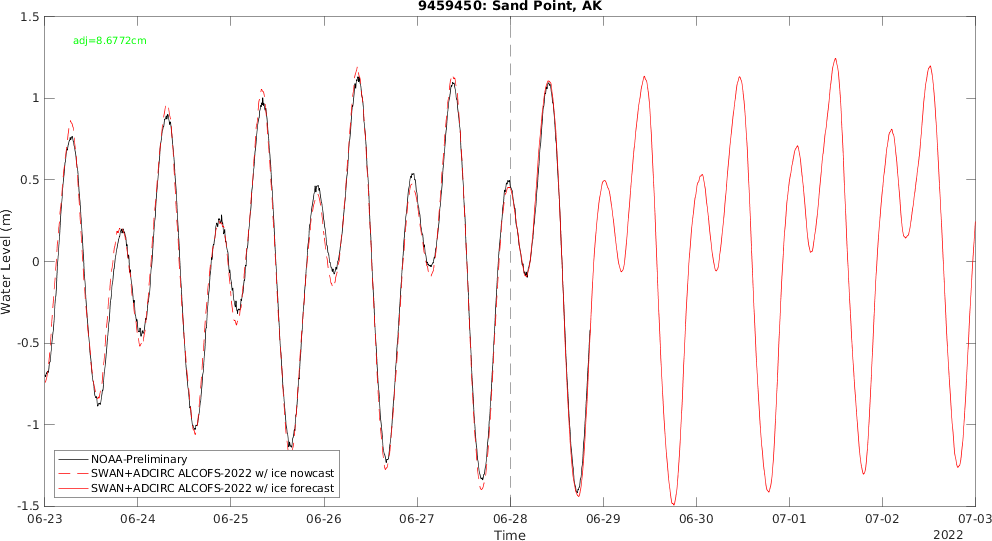 9459450: Sand Point, AK
1.5
adj=8.6772cm
1
0.5
0
-0.5
-1
-1.5
Water Level (m)
NOAA-Preliminary
SWAN+ADCIRC ALCOFS-2022 w/ ice nowcast
SWAN+ADCIRC ALCOFS-2022 w/ ice forecast
06-23 06-24 06-25 06-26 06-27 06-28 06-29 06-30 07-01 07-02 07-03
Time
2022